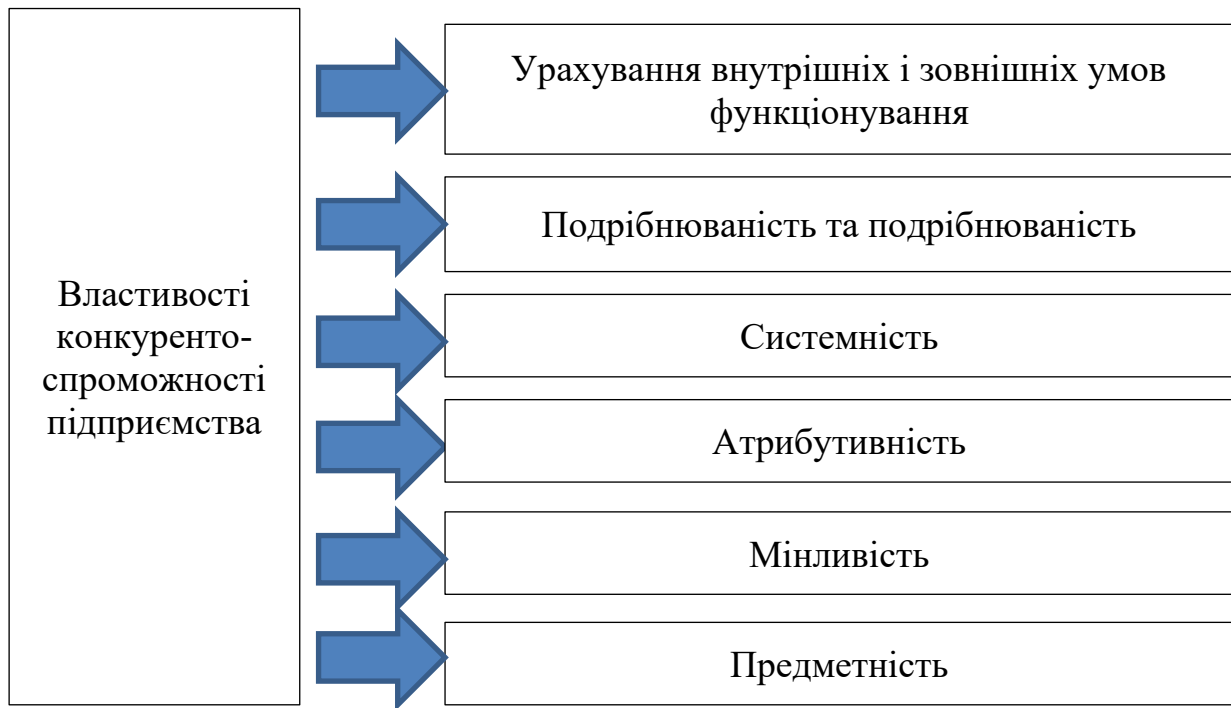 Властивості
конкуренто-
спроможності
підприємства
Урахування внутрішніх і зовнішніх умов
функціонування
Подрібнюваність та подрібнюваність
Системність
Атрибутивність
Мінливість
Предметність